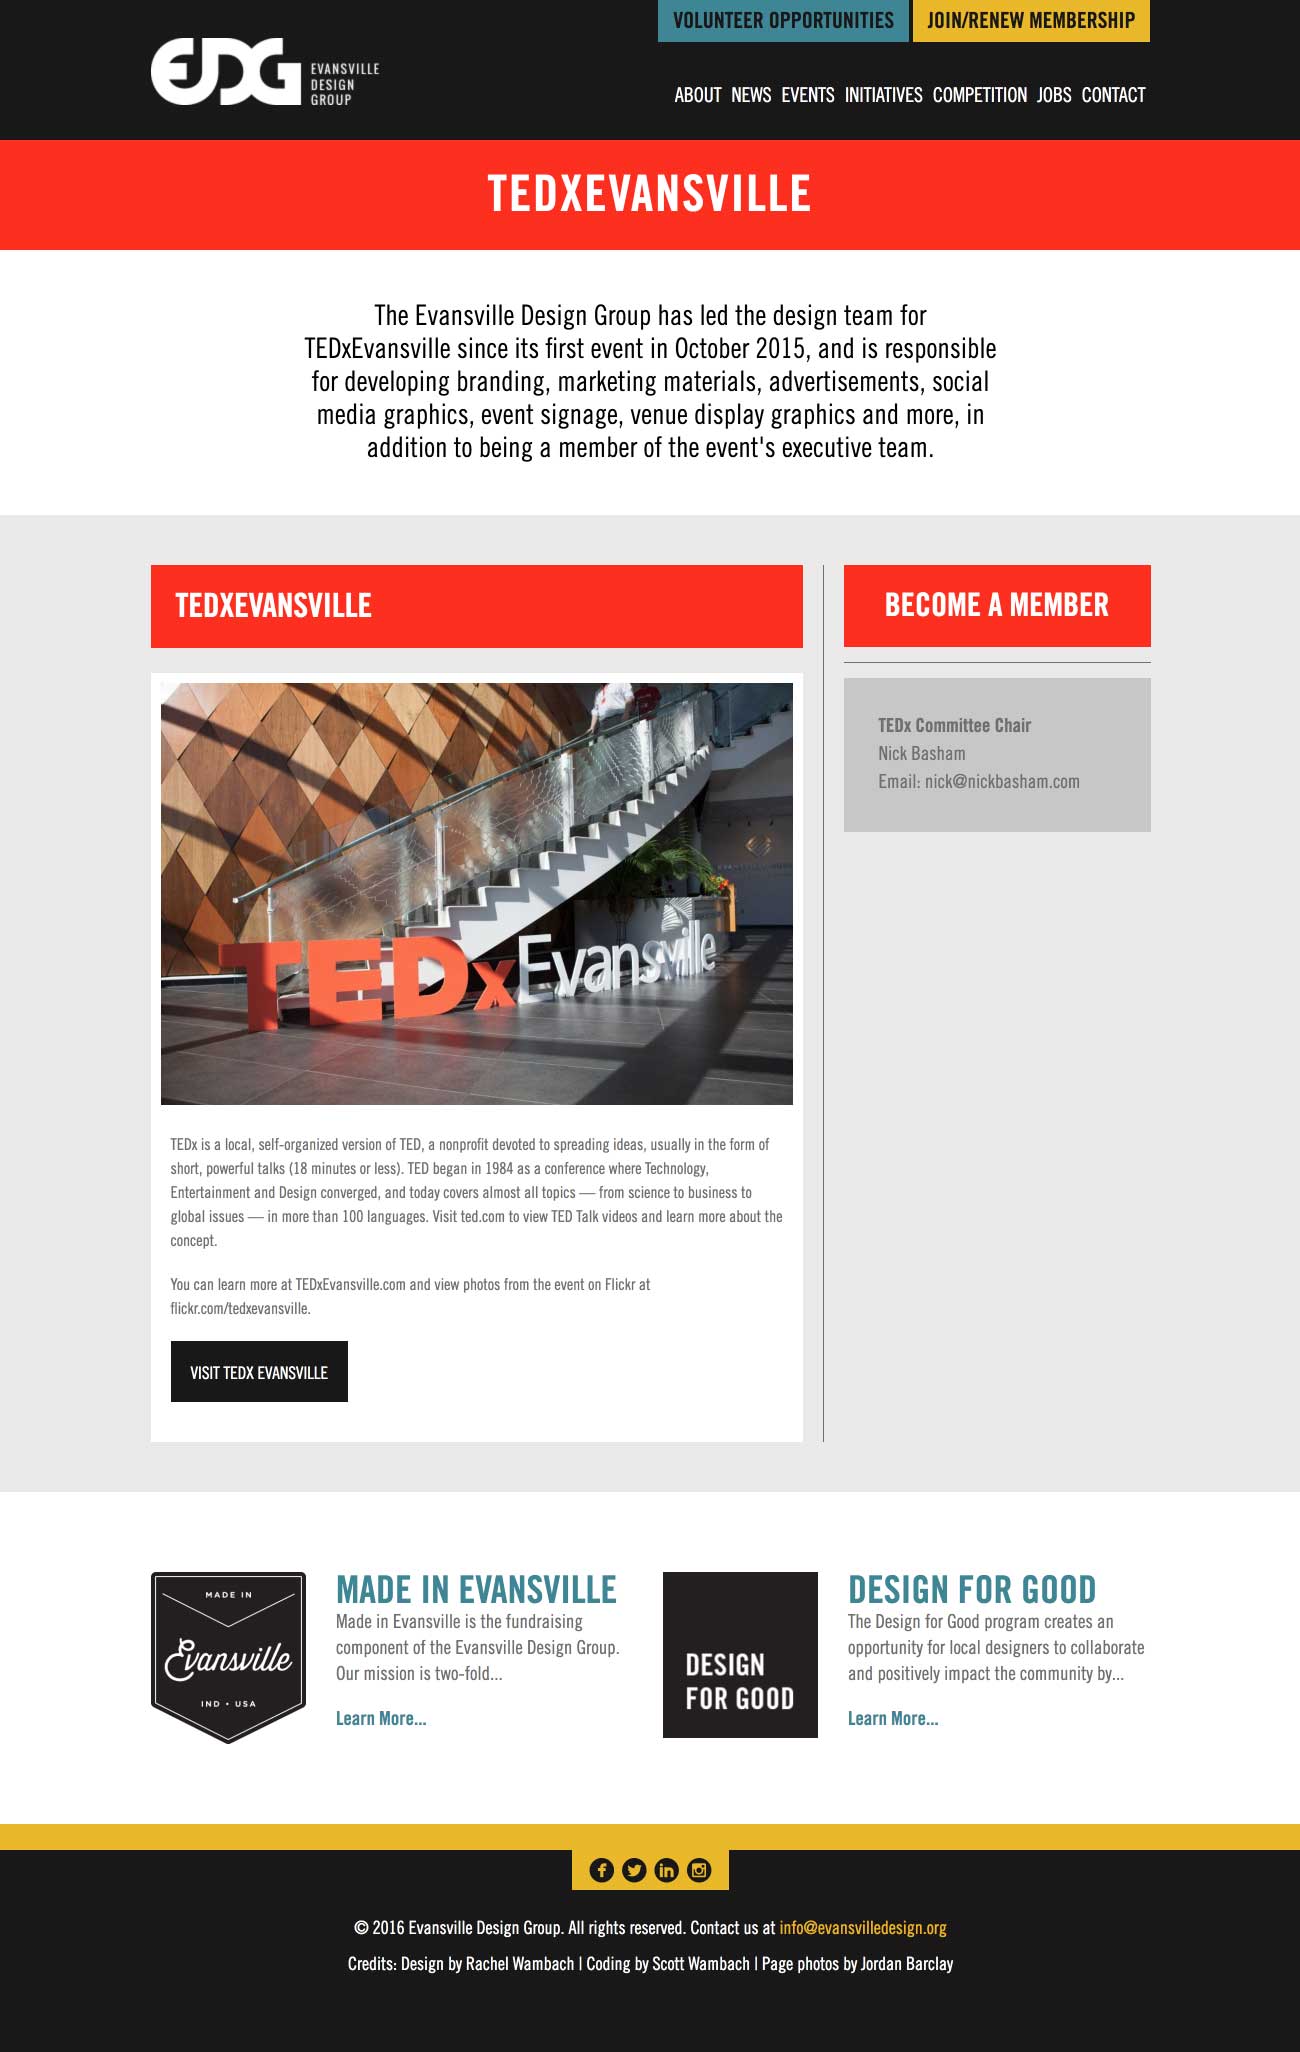 VOLUNTEER OPPORTUNITIES
JOIN/RENEW MEMBERSHIP
EDG
EVANSVILLE
DESIGN
GROUP
ABOUT NEWS EVENTS INITIATIVES COMPETITION JOBS CONTACT
TEDXEVANSVILLE
The Evansville Design Group has led the design team for
TEDxEvansville since its first event in October 2015, and is responsible
for developing branding, marketing materials, advertisements, social
media graphics, event signage, venue display graphics and more, in
addition to being a member of the event's executive team.
TEDXEVANSVILLE
TEDxEvansville
TEDx is a local, self-organized version of TED, a nonprofit devoted to spreading ideas, usually in the form of
short, powerful talks (18 minutes or less). TED began in 1984 as a conference where Technology,
Entertainment and Design converged, and today covers almost all topics — from science to business to
global issues — in more than 100 languages. Visit ted.com to view TED Talk videos and learn more about the
concept.
You can learn more at TEDxEvansville.com and view photos from the event on Flickr at
flickr.com/tedxevansville.
VISIT TEDX EVANSVILLE
BECOME A MEMBER
TEDx Committee Chair
Nick Basham
Email: nick@nickbasham.com
MADE IN
Evansville
IND • USA
MADE IN EVANSVILLE
Made in Evansville is the fundraising
component of the Evansville Design Group.
Our mission is two-fold...
Learn More...
DESIGN
FOR GOOD
DESIGN FOR GOOD
The Design for Good program creates an
opportunity for local designers to collaborate
and positively impact the community by...
Learn More...
© 2016 Evansville Design Group. All rights reserved. Contact us at info@evansvilledesign.org
Credits: Design by Rachel Wambach | Coding by Scott Wambach | Page photos by Jordan Barclay